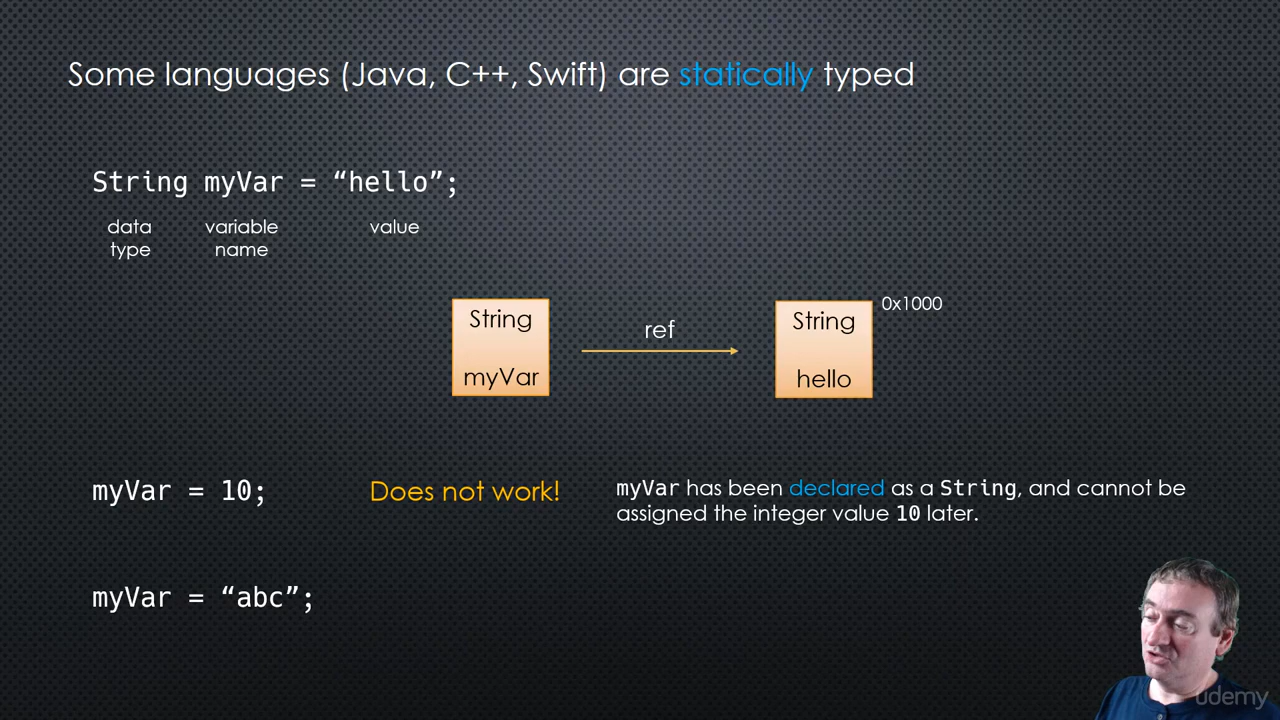 Some languages (Java, C++, Swift) are statically typed
String myVar = “hello”;
data type
variable name
value
String
myVar
ref
String
hello
0x1000
myVar = 10;
Does not work!
myVar has been declared as a String, and cannot be
assigned the integer value 10 later.
myVar = “abc”;
udemy